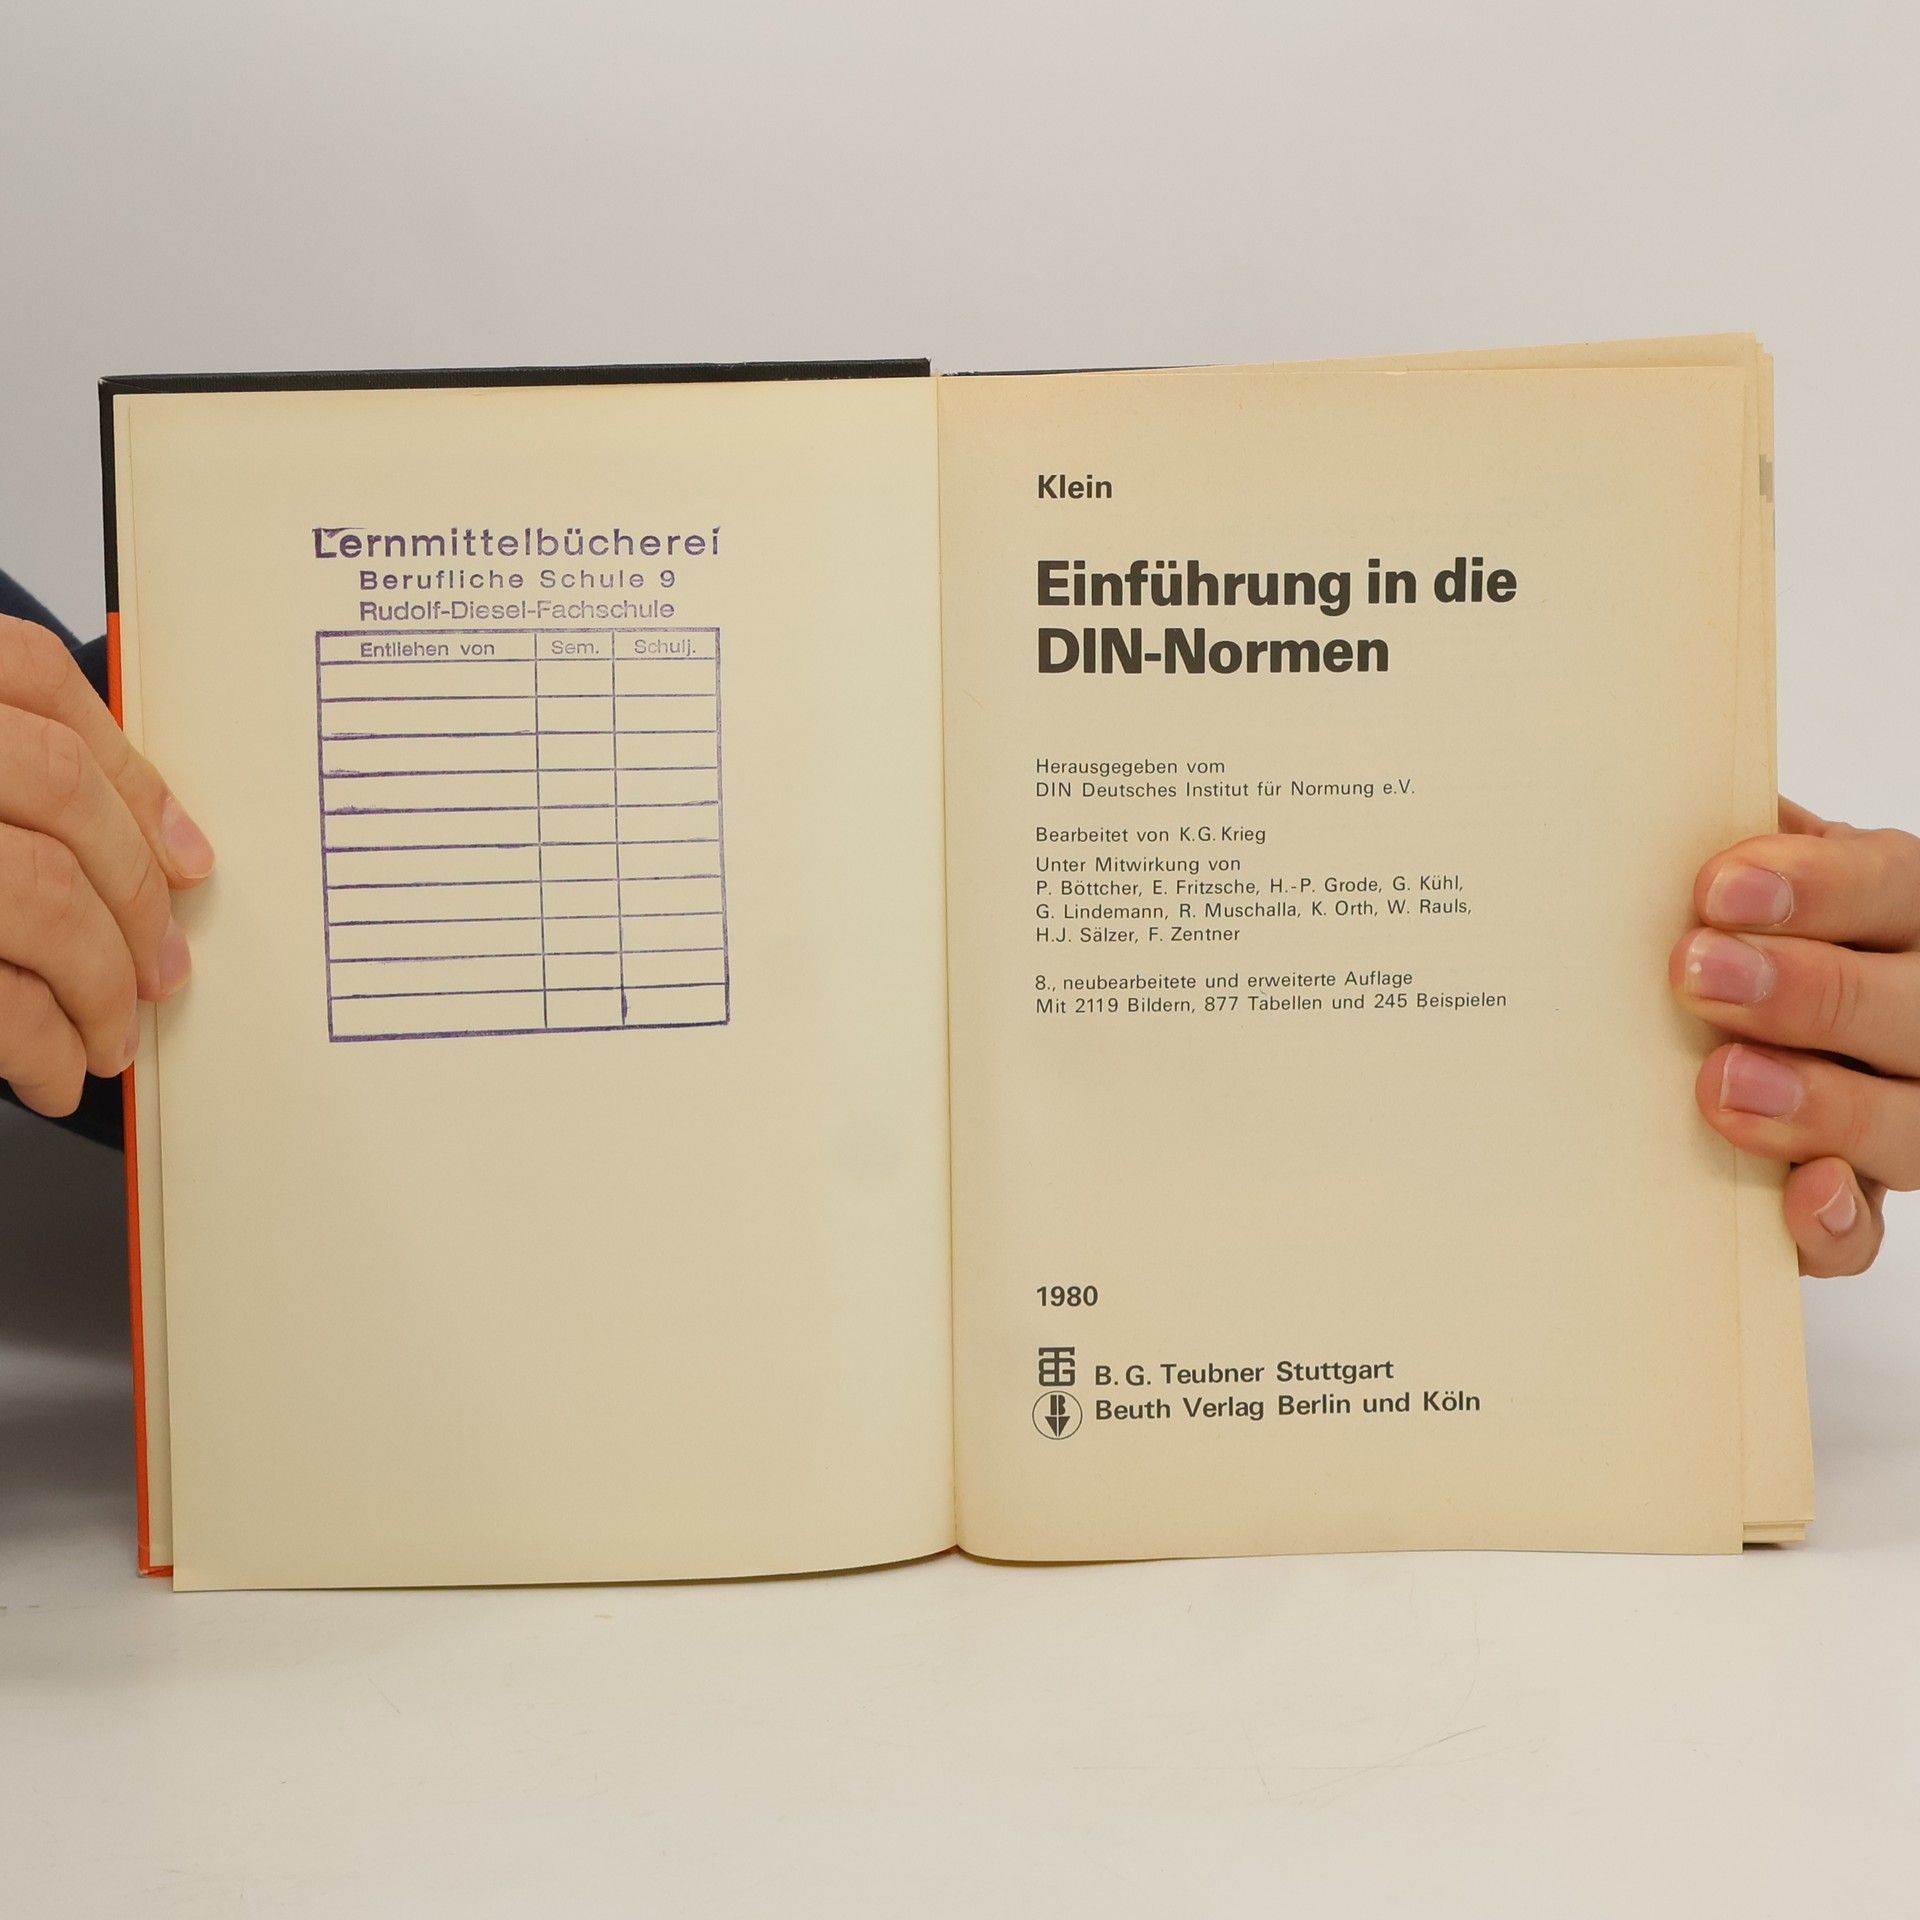 Lernmittelbücherei
Berufliche Schule 9
Rudolf-Diesel-Fachschule
Entliehen von Sem. Schulj.
Klein
Einführung in die
DIN-Normen
Herausgegeben vom
DIN Deutsches Institut für Normung e.V.
Bearbeitet von K.G. Krieg
Unter Mitwirkung von
P. Böttcher, E. Fritzsche, H.-P. Grode, G. Kühl,
G. Lindemann, R. Muschalla, K. Orth, W. Rauls,
H.J. Sälzer, F. Zentner
8., neubearbeitete und erweiterte Auflage
Mit 2119 Bildern, 877 Tabellen und 245 Beispielen
1980
B. G. Teubner Stuttgart
Beuth Verlag Berlin und Köln